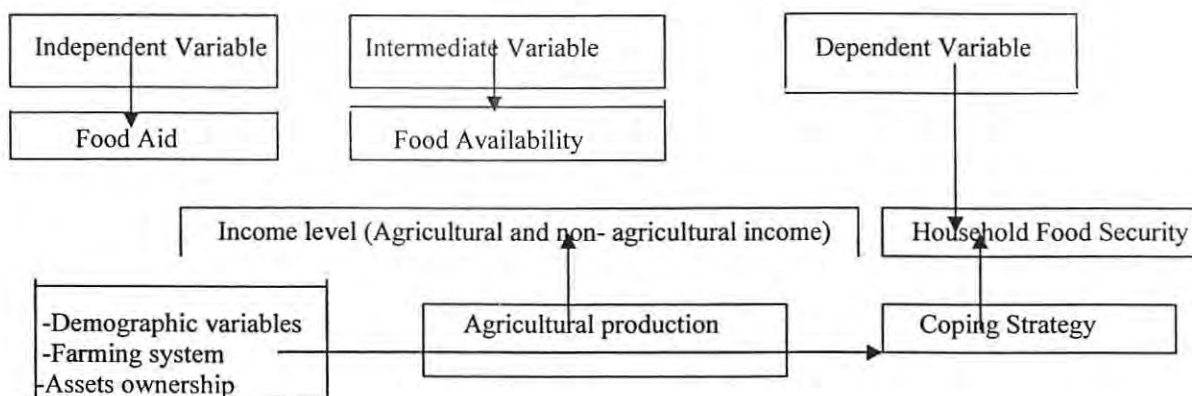 Independent Variable
Intermediate Variable
Dependent Variable
Food Aid
Food Availability
Income level (Agricultural and non- agricultural income)
Household Food Security
-Demographic variables
-Farming system
-Assets ownership
Agricultural production
Coping Strategy